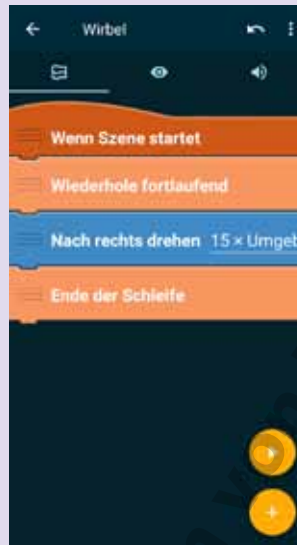 Wirbel
Wenn Szene startet
Wiederhole fortlaufend
Nach rechts drehen 15 × Umgeb
Ende der Schleife